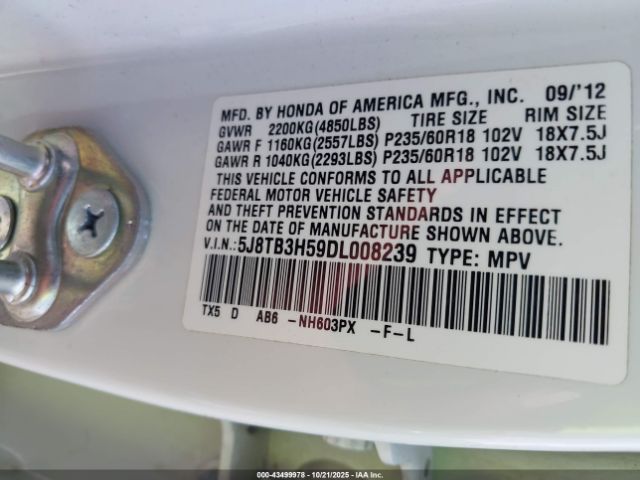 MFD. BY HONDA OF AMERICA MFG., INC. 09/'12
GVWR 2200KG(4850LBS) TIRE SIZE RIM SIZE
GAWR F 1160KG(2557LBS) P235/60R18 102V 18X7.5J
GAWR R 1040KG(2293LBS) P235/60R18 102V 18X7.5J
THIS VEHICLE CONFORMS TO ALL APPLICABLE
FEDERAL MOTOR VEHICLE SAFETY
AND THEFT PREVENTION STANDARDS IN EFFECT
ON THE DATE OF MANUFACTURE SHOWN ABOVE.
V.I.N.:5J8TB3H59DL008239 TYPE: MPV
TX5 D AB6 -NH603PX -F-L
000-43499978 - 10/21/2025 - © Copyright 2025 - IAA, Inc.